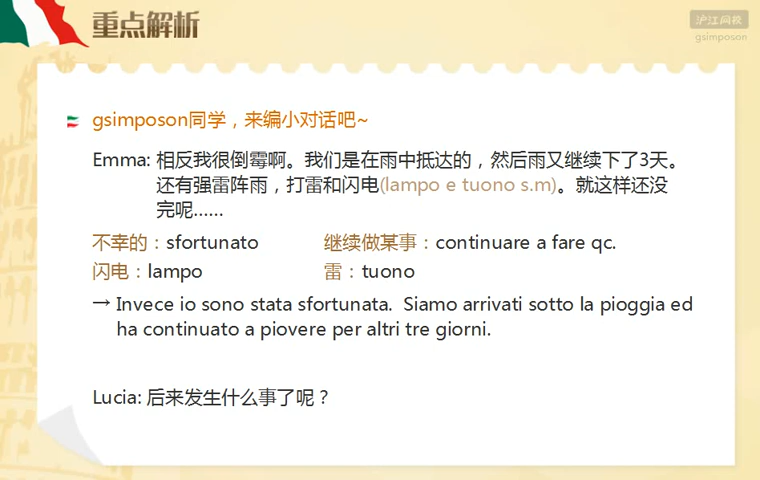 重点解析
沪江网校
gsimposon
gsimposon同学，来编小对话吧~
Emma: 相反我很倒霉啊。我们是在雨中抵达的，然后雨又继续下了3天。
还有强雷阵雨，打雷和闪电(lampo e tuono s.m)。就这样还没
完呢......
不幸的：sfortunato 继续做某事：continuare a fare qc.
闪电：lampo 雷：tuono
→ Invece io sono stata sfortunata. Siamo arrivati sotto la pioggia ed
ha continuato a piovere per altri tre giorni.
Lucia: 后来发生什么事了呢？